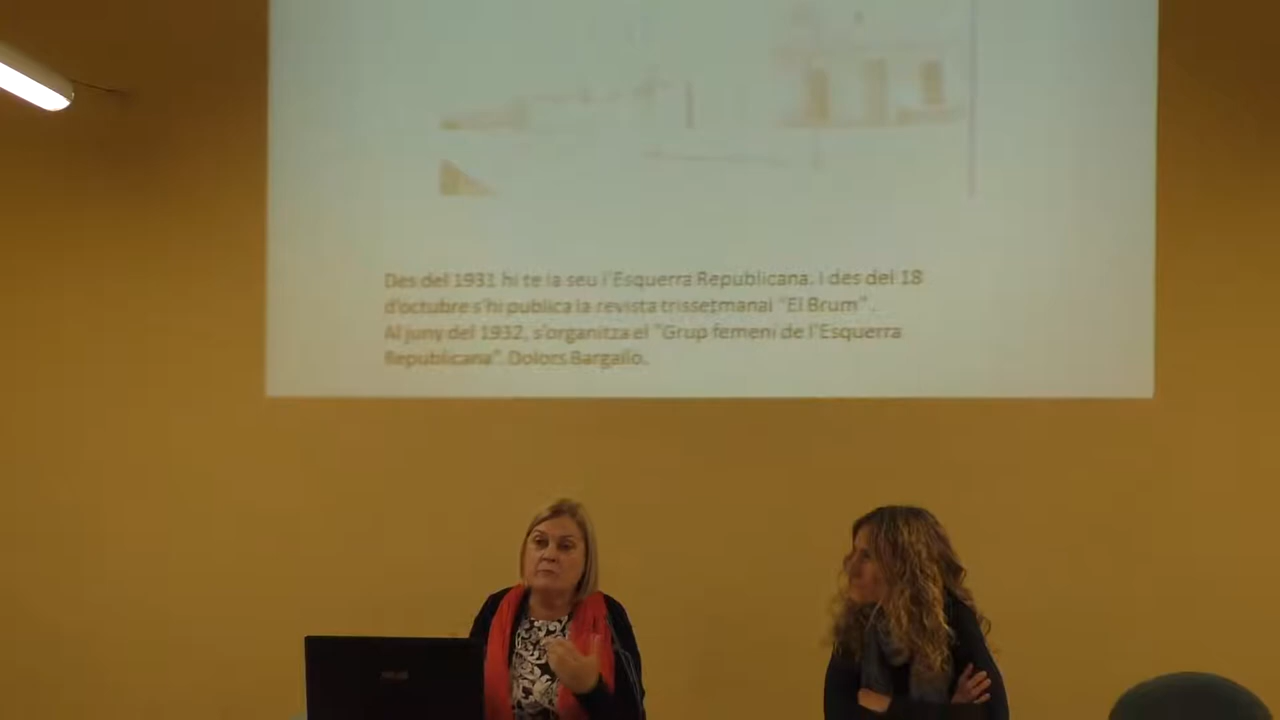 Des del 1931 hi te la seu l'Esquerra Republicana. I des del 18
d'octubre s'hi publica la revista trissetmanal "El Brum".
Al juny del 1932, s'organitza el "Grup femeni de l'Esquerra
Republicana". Dolors Bargallo.